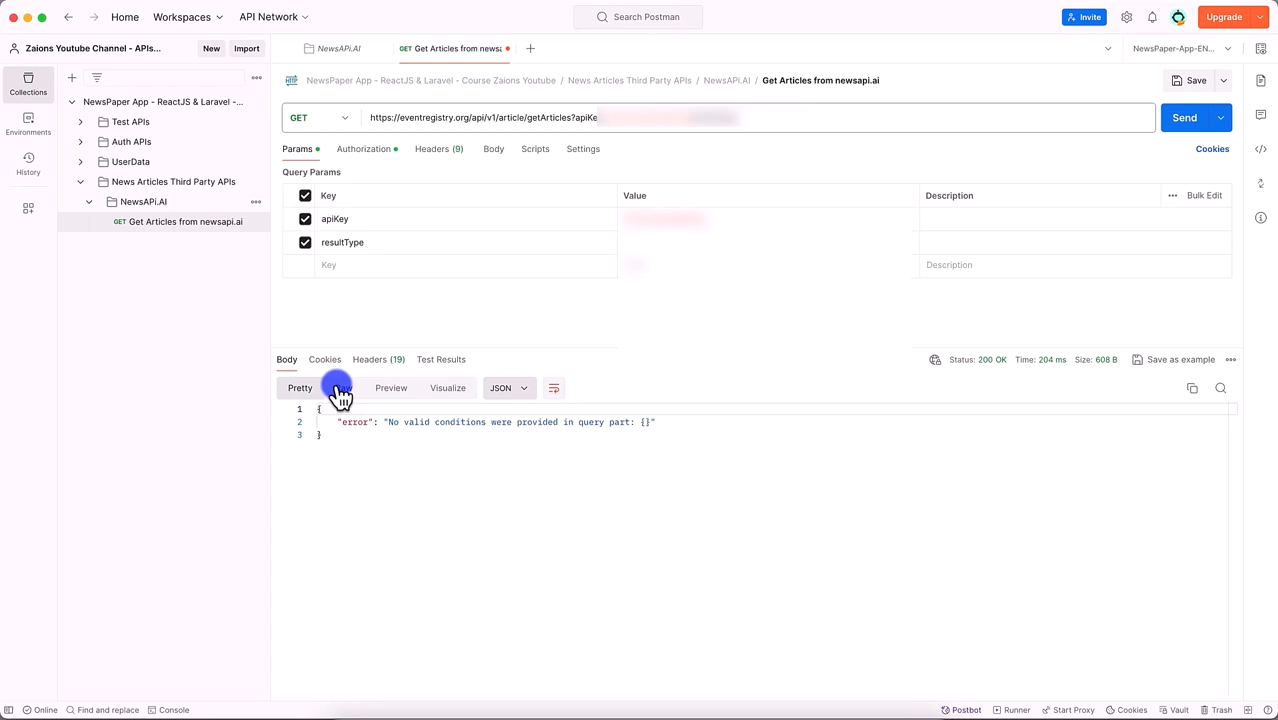 Home
Workspaces
API Network
Search Postman
Invite
Upgrade
Zaions Youtube Channel - APIs...
New
Import
NewsAPi.AI
GET Get Articles from newsa
NewsPaper-App-EN...
Collections
Environments
History
NewsPaper App - ReactJS & Laravel -...
Test APIs
Auth APIs
UserData
News Articles Third Party APIs
NewsAPi.AI
GET Get Articles from newsapi.ai
NewsPaper App - ReactJS & Laravel - Course Zaions Youtube / News Articles Third Party APIs / NewsAPi.AI / Get Articles from newsapi.ai
Save
GET
https://eventregistry.org/api/v1/article/getArticles?apiKe
Send
Params
Authorization
Headers (9)
Body
Scripts
Settings
Cookies
Query Params
Key
Value
Description
Bulk Edit
apiKey
resultType
Key
Description
Body
Cookies
Headers (19)
Test Results
Status: 200 OK
Time: 204 ms
Size: 608 B
Save as example
Pretty
Preview
Visualize
JSON
1 {
2 "error": "No valid conditions were provided in query part: {}"
3 }
Online
Find and replace
Console
Postbot
Runner
Start Proxy
Cookies
Vault
Trash